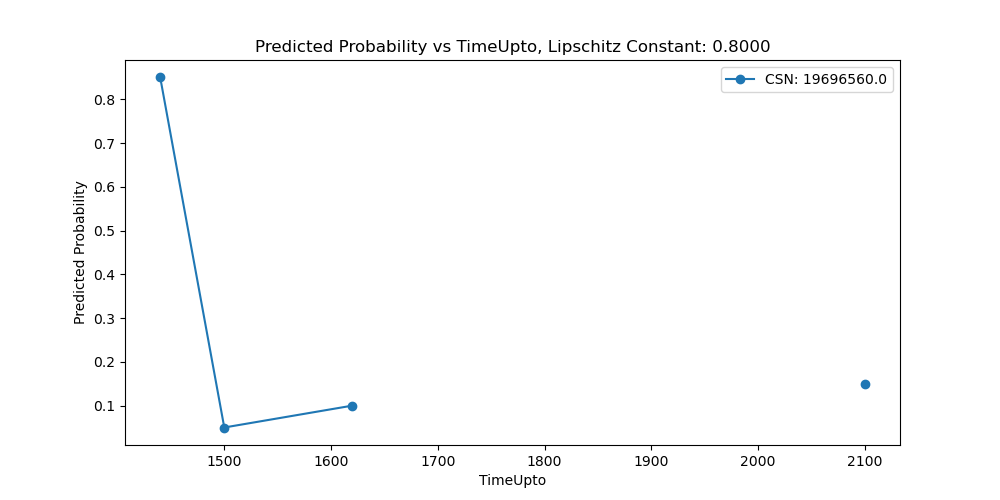 Predicted Probability vs TimeUpto, Lipschitz Constant: 0.8000
CSN: 19696560.0
Predicted Probability
0.8
0.7
0.6
0.5
0.4
0.3
0.2
0.1
1500 1600 1700 1800 1900 2000 2100
TimeUpto